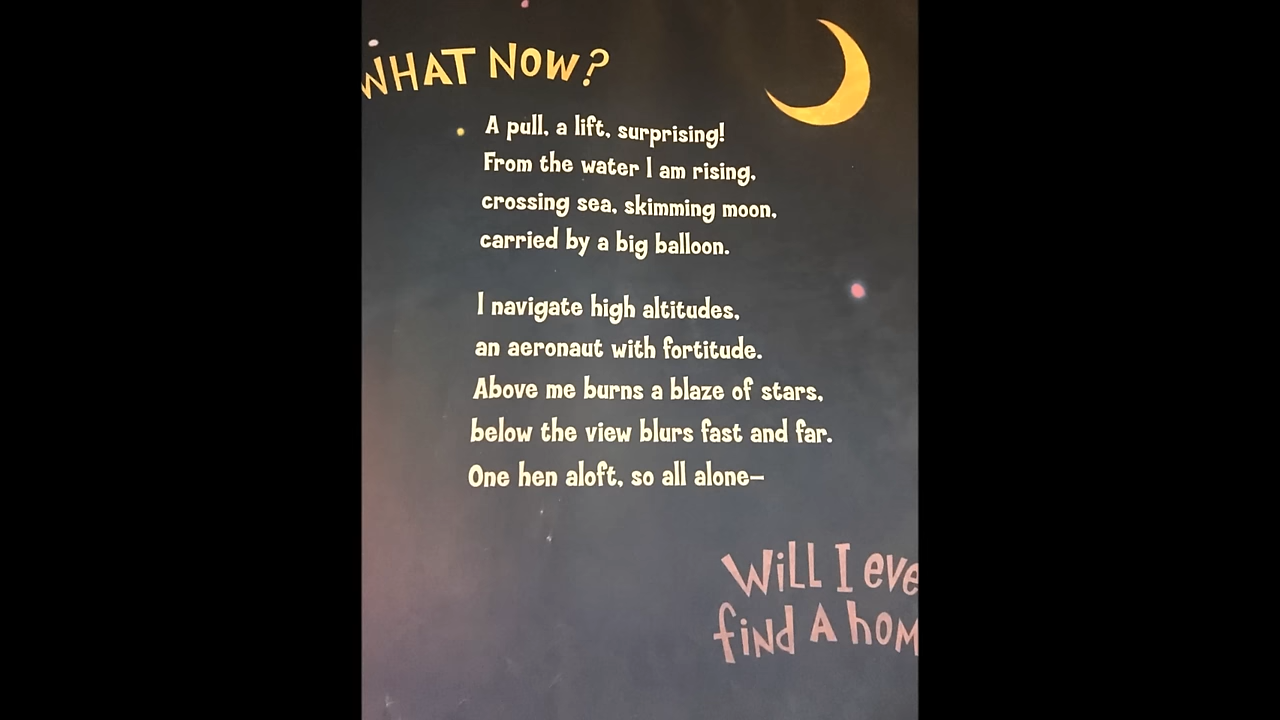 WHAT NOW?
A pull, a lift, surprising!
From the water I am rising,
crossing sea, skimming moon,
carried by a big balloon.
I navigate high altitudes,
an aeronaut with fortitude.
Above me burns a blaze of stars,
below the view blurs fast and far.
One hen aloft, so all alone—
Will I eve
find A hom